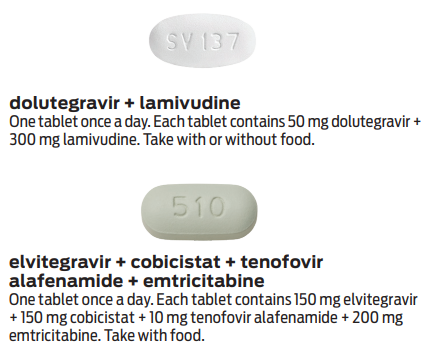 SV 137
dolutegravir + lamivudine
One tablet once a day. Each tablet contains 50 mg dolutegravir +
300 mg lamivudine. Take with or without food.
510
elvitegravir + cobicistat + tenofovir
alafenamide + emtricitabine
One tablet once a day. Each tablet contains 150 mg elvitegravir
+ 150 mg cobicistat + 10 mg tenofovir alafenamide + 200 mg
emtricitabine. Take with food.